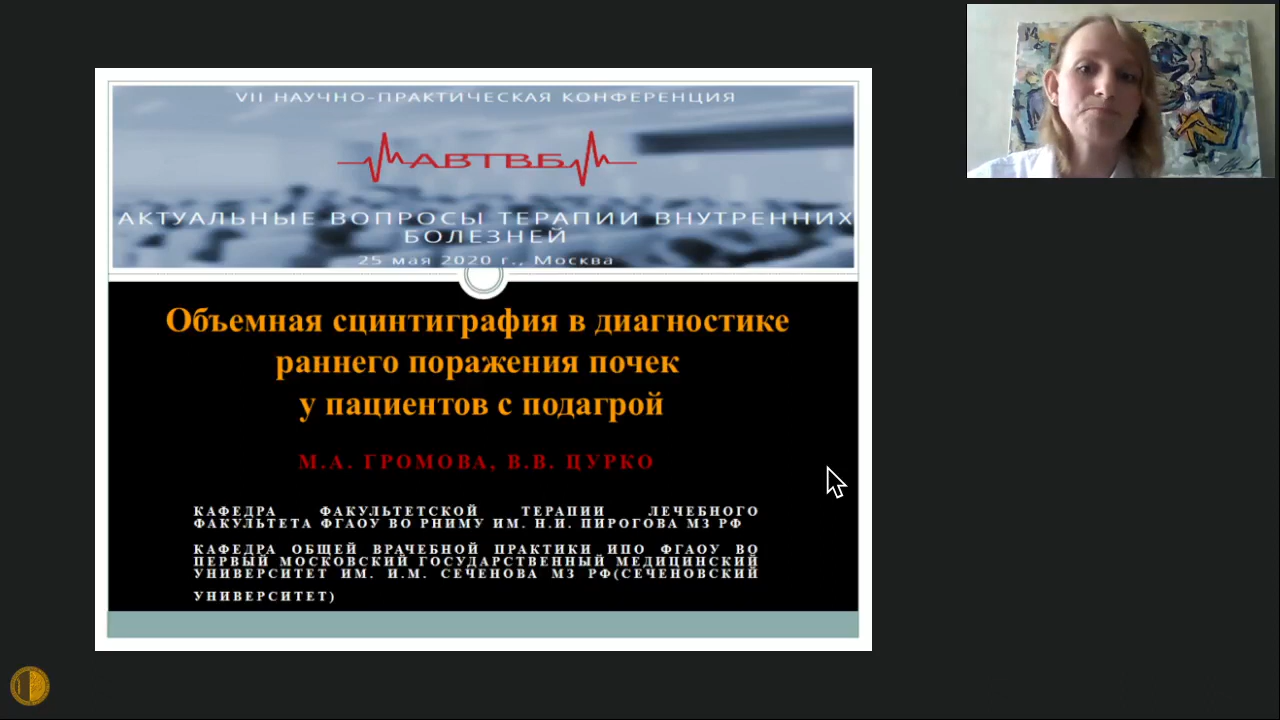 VII НАУЧНО-ПРАКТИЧЕСКАЯ КОНФЕРЕНЦИЯ
АВТВБ
АКТУАЛЬНЫЕ ВОПРОСЫ ТЕРАПИИ ВНУТРЕННИХ
БОЛЕЗНЕЙ
25 мая 2020 г., Москва
Объемная сцинтиграфия в диагностике
раннего поражения почек
у пациентов с подагрой
М.А. ГРОМОВА, В.В. ЦУРКО
КАФЕДРА ФАКУЛЬТЕТСКОЙ ТЕРАПИИ ЛЕЧЕБНОГО
ФАКУЛЬТЕТА ФГАОУ ВО РНИМУ ИМ. Н.И. ПИРОГОВА МЗ РФ
КАФЕДРА ОБЩЕЙ ВРАЧЕБНОЙ ПРАКТИКИ ИПО ФГАОУ ВО
ПЕРВЫЙ МОСКОВСКИЙ ГОСУДАРСТВЕННЫЙ МЕДИЦИНСКИЙ
УНИВЕРСИТЕТ ИМ. И.М. СЕЧЕНОВА МЗ РФ(СЕЧЕНОВСКИЙ
УНИВЕРСИТЕТ)